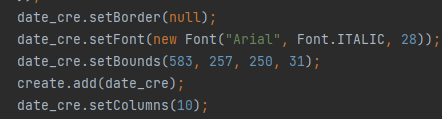 date_cre.setBorder(null);
date_cre.setFont(new Font("Arial", Font.ITALIC, 28));
date_cre.setBounds(583, 257, 250, 31);
create.add(date_cre);
date_cre.setColumns(10);